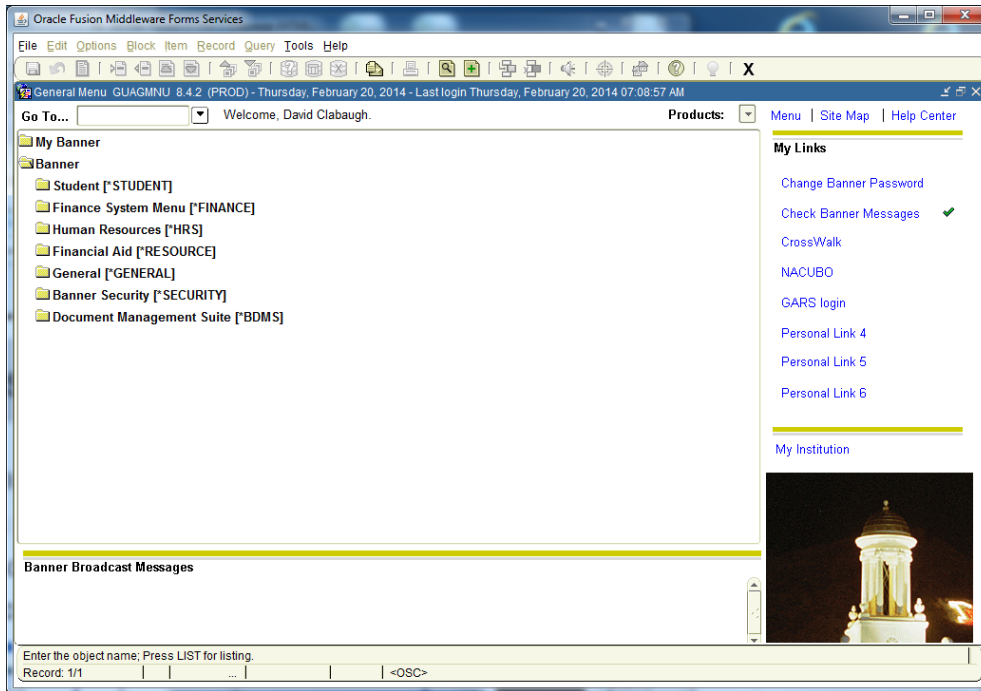 Oracle Fusion Middleware Forms Services
File Edit Options Block Item Record Query Tools Help
X
General Menu GUAGMNU 8.4.2 (PROD) - Thursday, February 20, 2014 - Last login Thursday, February 20, 2014 07:08:57 AM
Go To... Welcome, David Clabaugh. Products: Menu | Site Map | Help Center
My Banner
Banner
Student [*STUDENT]
Finance System Menu [*FINANCE]
Human Resources [*HRS]
Financial Aid [*RESOURCE]
General [*GENERAL]
Banner Security [*SECURITY]
Document Management Suite [*BDMS]
My Links
Change Banner Password
Check Banner Messages
CrossWalk
NACUBO
GARS login
Personal Link 4
Personal Link 5
Personal Link 6
My Institution
Banner Broadcast Messages
Enter the object name; Press LIST for listing.
Record: 1/1 ... <OSC>